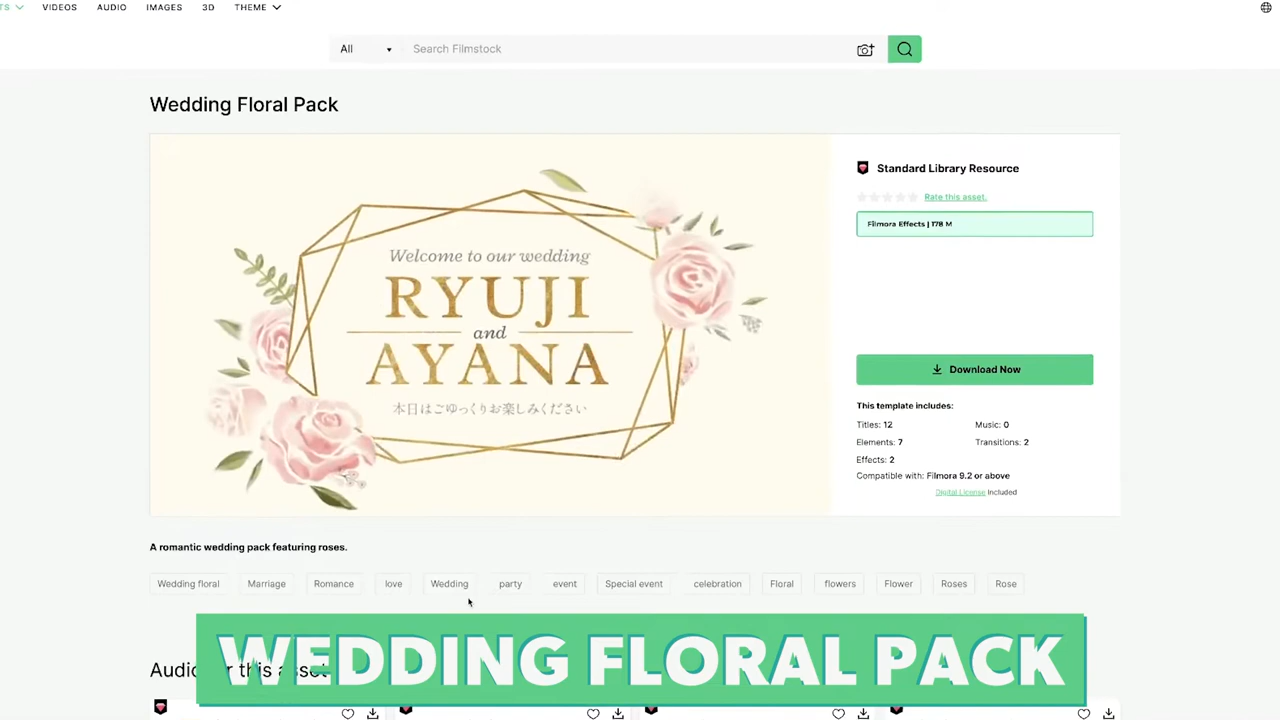 TS VIDEOS AUDIO IMAGES 3D THEME
All Search Filmstock
Wedding Floral Pack
Welcome to our wedding
RYUJI
and
AYANA
本日はごゆっくりお楽しみください
Standard Library Resource
Rate this asset.
Filmora Effects | 178 M
Download Now
This template includes:
Titles: 12 Music: 0
Elements: 7 Transitions: 2
Effects: 2
Compatible with: Filmora 9.2 or above
Digital License Included
A romantic wedding pack featuring roses.
Wedding floral Marriage Romance love Wedding party event Special event celebration Floral flowers Flower Roses Rose
WEDDING FLORAL PACK